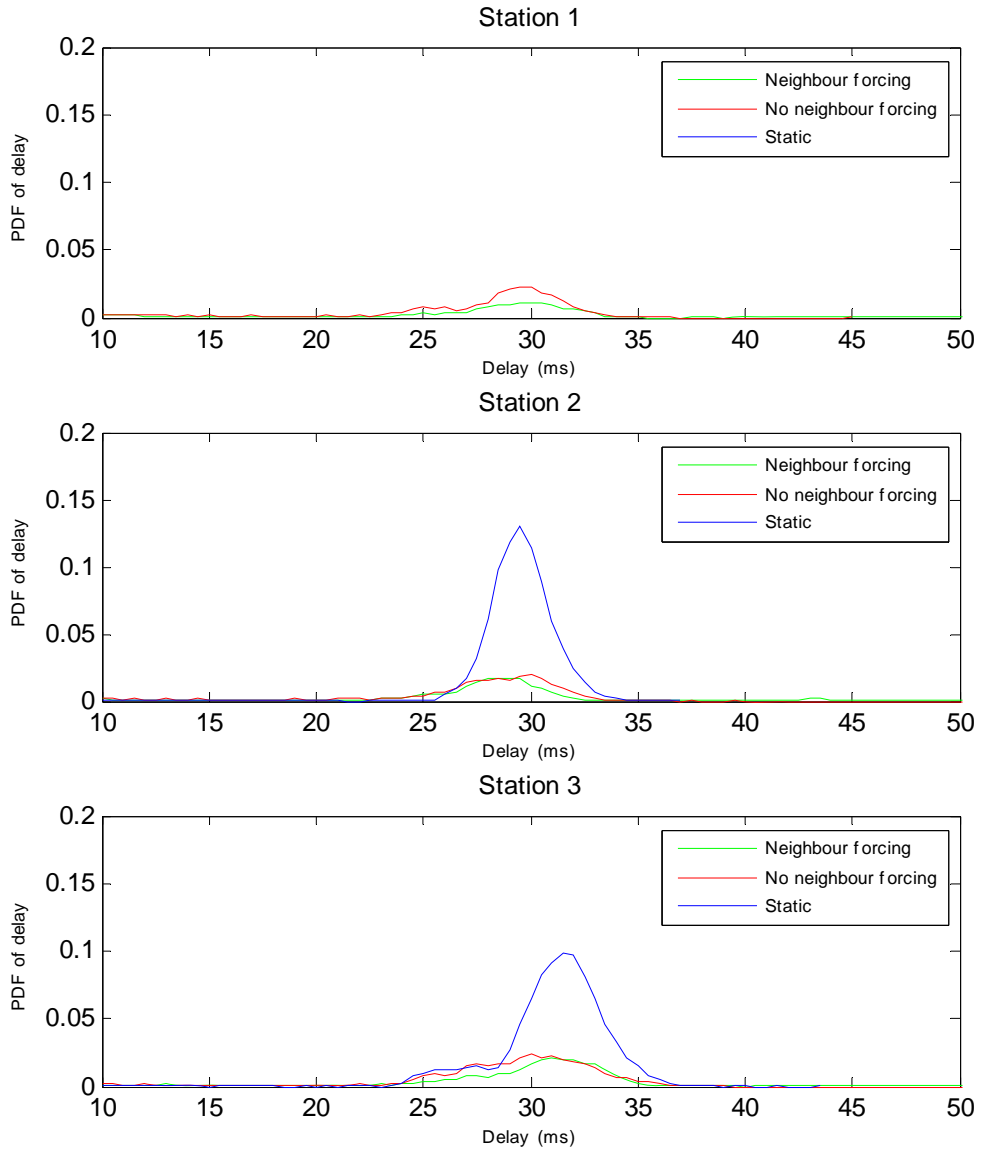 Station 1
0.2
0.15
0.1
0.05
0
PDF of delay
Neighbour forcing
No neighbour forcing
Static
10 15 20 25 30 35 40 45 50
Delay (ms)
Station 2
0.2
0.15
0.1
0.05
0
PDF of delay
Neighbour forcing
No neighbour forcing
Static
10 15 20 25 30 35 40 45 50
Delay (ms)
Station 3
0.2
0.15
0.1
0.05
0
PDF of delay
Neighbour forcing
No neighbour forcing
Static
10 15 20 25 30 35 40 45 50
Delay (ms)